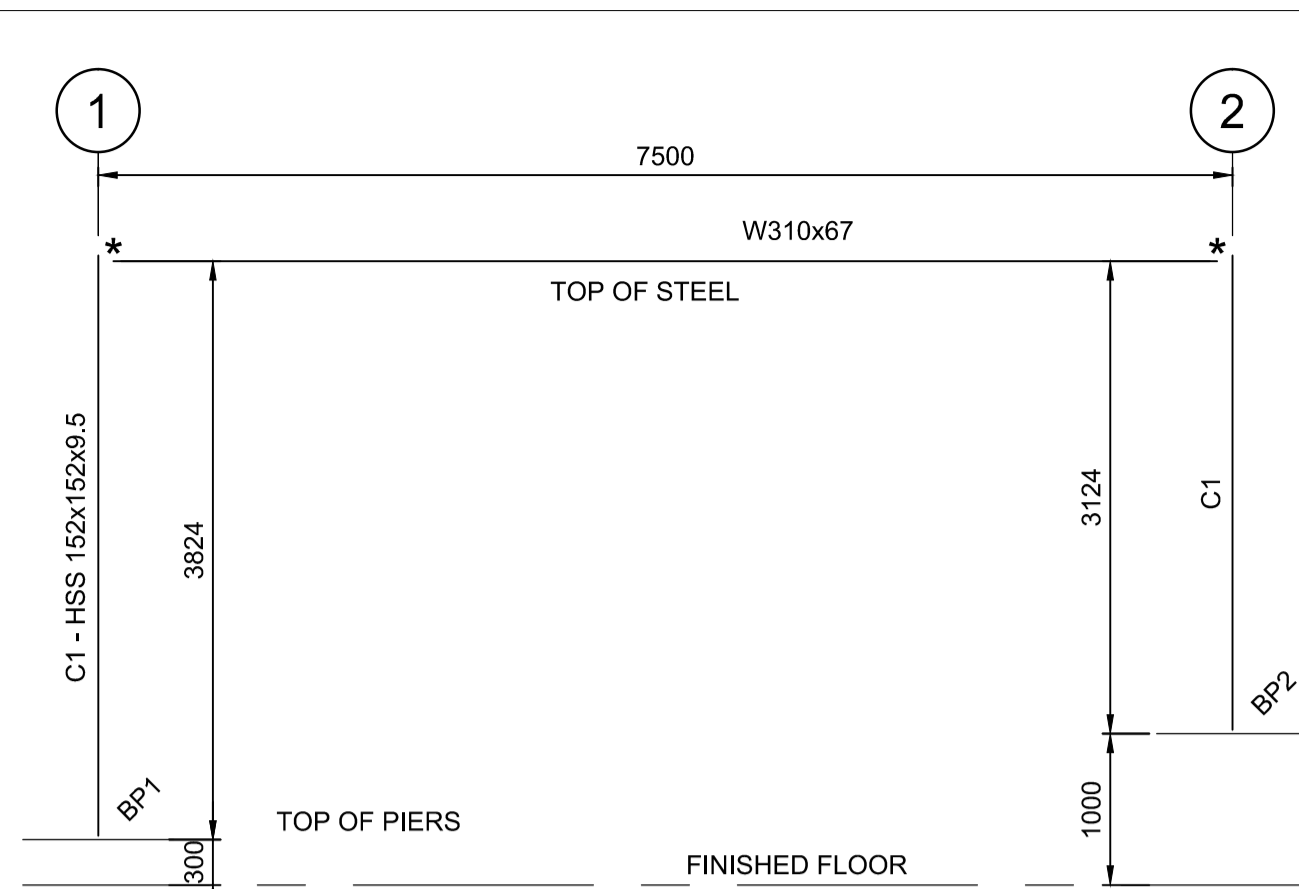 1
2
7500
*
W310x67
*
TOP OF STEEL
C1 - HSS 152x152x9.5
3824
3124
C1
BP2
BP1
TOP OF PIERS
1000
300
FINISHED FLOOR